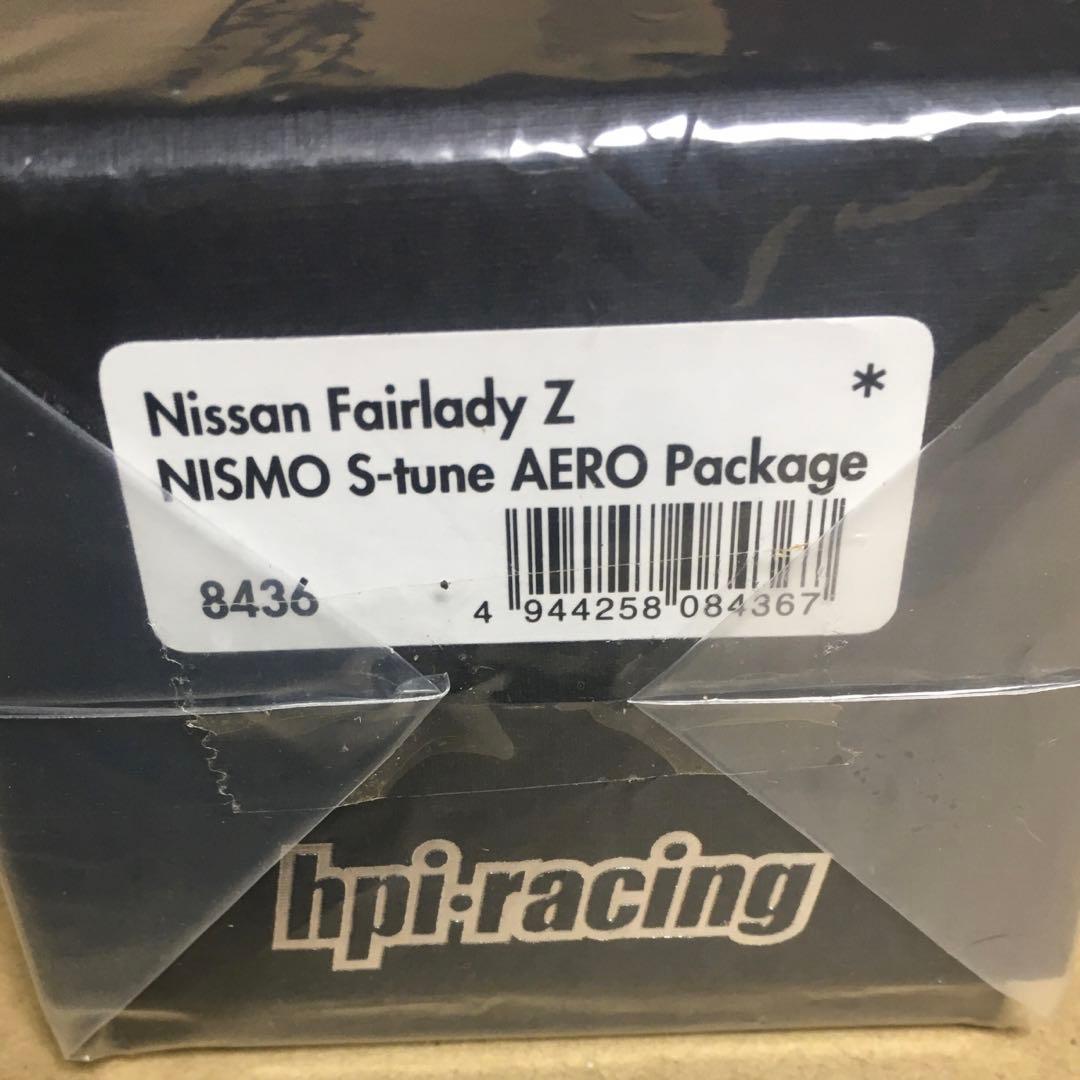 Nissan Fairlady Z *
NISMO S-tune AERO Package
8436
4 944258 084367
hpi·racing